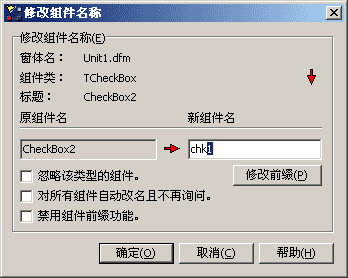 修改组件名称
修改组件名称(E)
窗体名： Unit1.dfm
组件类： TCheckBox
标题： CheckBox2
原组件名 新组件名
CheckBox2 chk1
忽略该类型的组件。 修改前缀(P)
对所有组件自动改名且不再询问。
禁用组件前缀功能。
确定(O) 取消(C) 帮助(H)